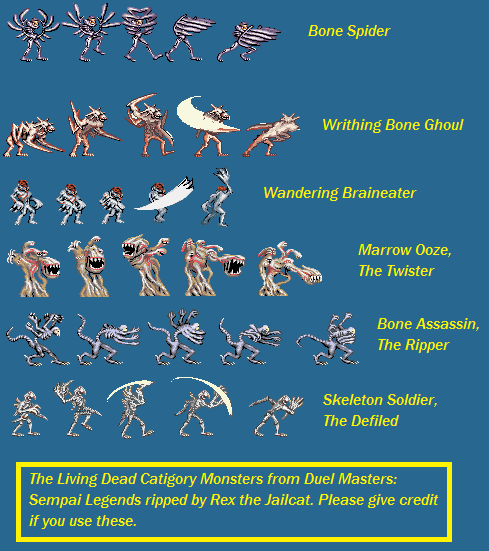 Bone Spider
Writhing Bone Ghoul
Wandering Braineater
Marrow Ooze,
The Twister
Bone Assassin,
The Ripper
Skeleton Soldier,
The Defiled
The Living Dead Catigory Monsters from Duel Masters:
Sempai Legends ripped by Rex the Jailcat. Please give credit
if you use these.